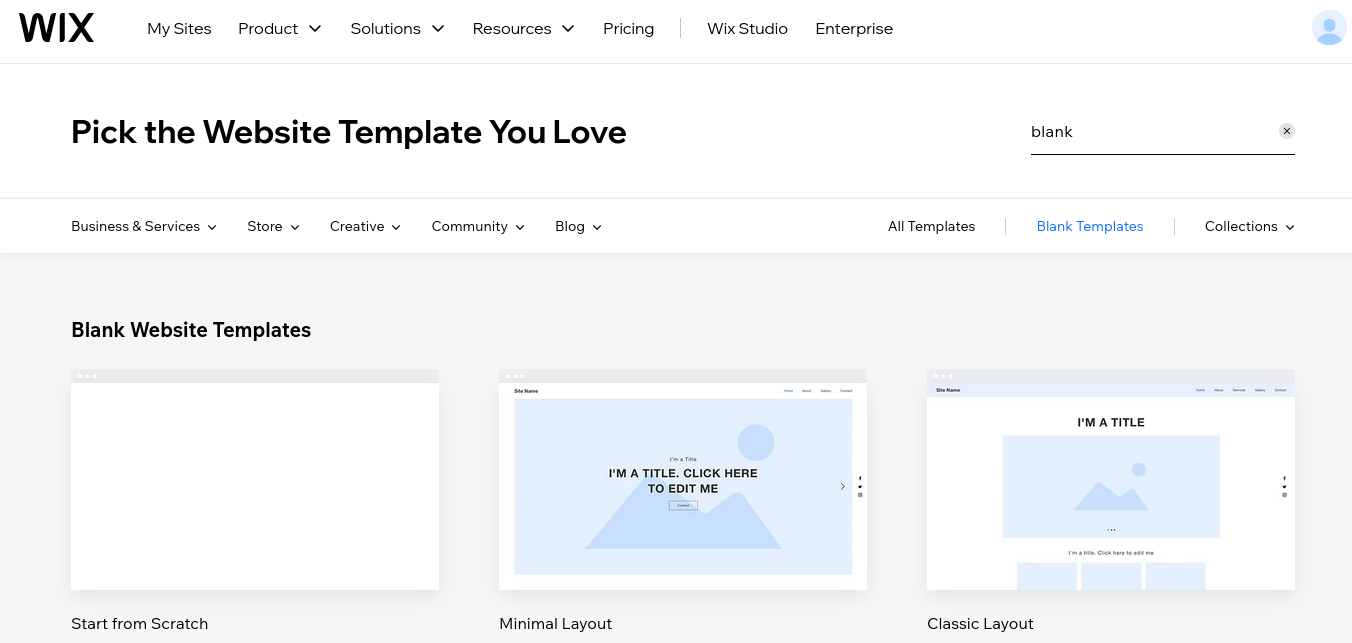 WIX My Sites Product Solutions Resources Pricing Wix Studio Enterprise
Pick the Website Template You Love
blank
Business & Services Store Creative Community Blog All Templates Blank Templates Collections
Blank Website Templates
Site Name Home About Gallery Contact
I'm a Title
I'M A TITLE. CLICK HERE
TO EDIT ME
Contact
Site Name Home About Services Gallery Contact
I'M A TITLE
I'm a title. Click here to edit me
Start from Scratch
Minimal Layout
Classic Layout